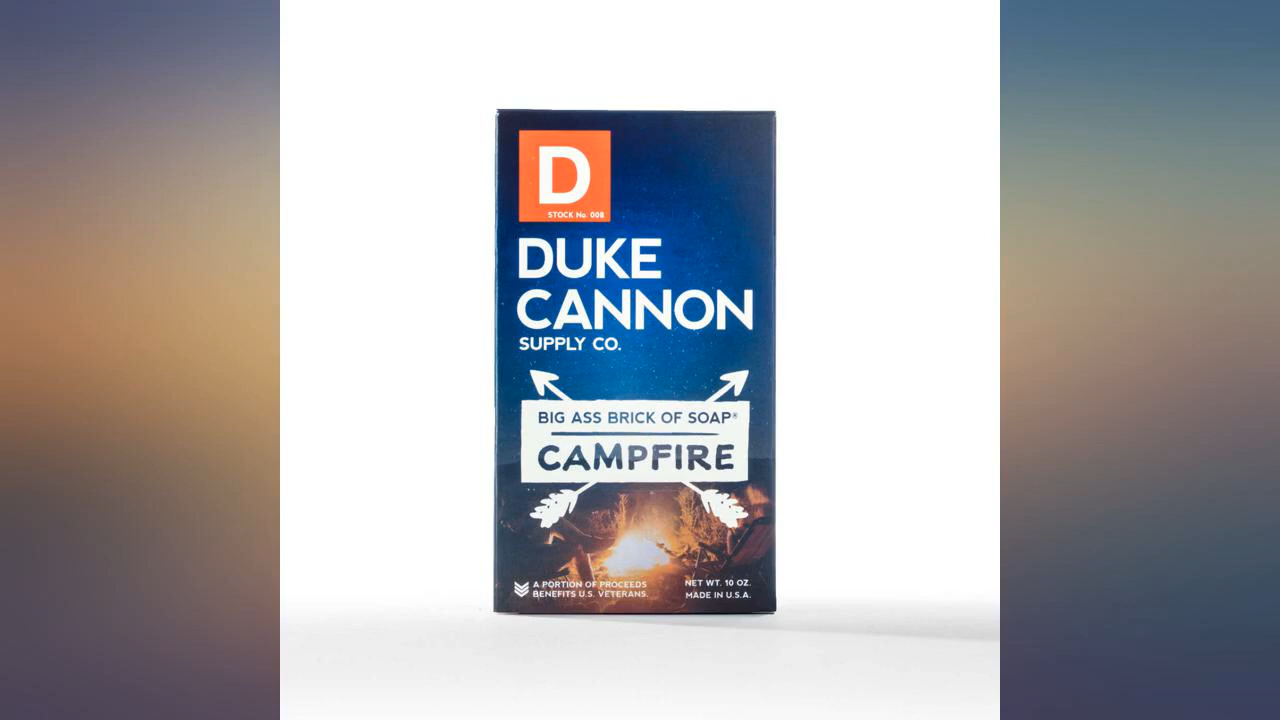 D
STOCK No. 008
DUKE
CANNON
SUPPLY CO.
BIG ASS BRICK OF SOAP®
CAMPFIRE
A PORTION OF PROCEEDS
BENEFITS U.S. VETERANS.
NET WT. 10 OZ.
MADE IN U.S.A.